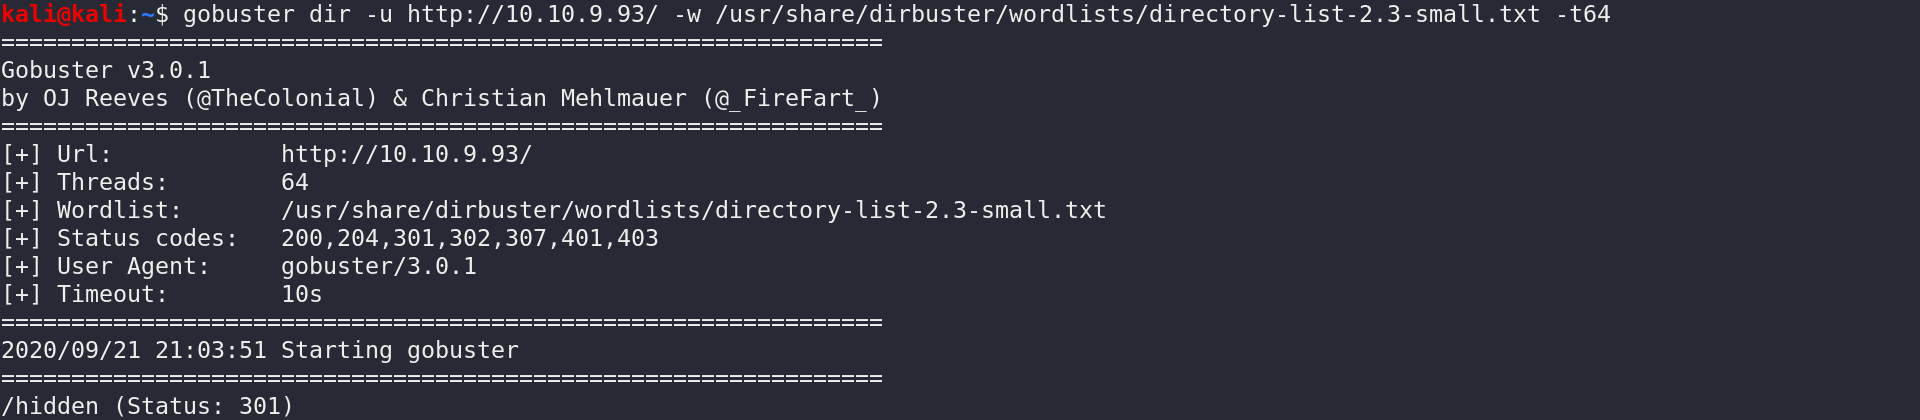 kali@kali:~$ gobuster dir -u http://10.10.9.93/ -w /usr/share/dirbuster/wordlists/directory-list-2.3-small.txt -t64
===============================================================
Gobuster v3.0.1
by OJ Reeves (@TheColonial) & Christian Mehlmauer (@_FireFart_)
===============================================================
[+] Url:            http://10.10.9.93/
[+] Threads:        64
[+] Wordlist:       /usr/share/dirbuster/wordlists/directory-list-2.3-small.txt
[+] Status codes:   200,204,301,302,307,401,403
[+] User Agent:     gobuster/3.0.1
[+] Timeout:        10s
===============================================================
2020/09/21 21:03:51 Starting gobuster
===============================================================
/hidden (Status: 301)